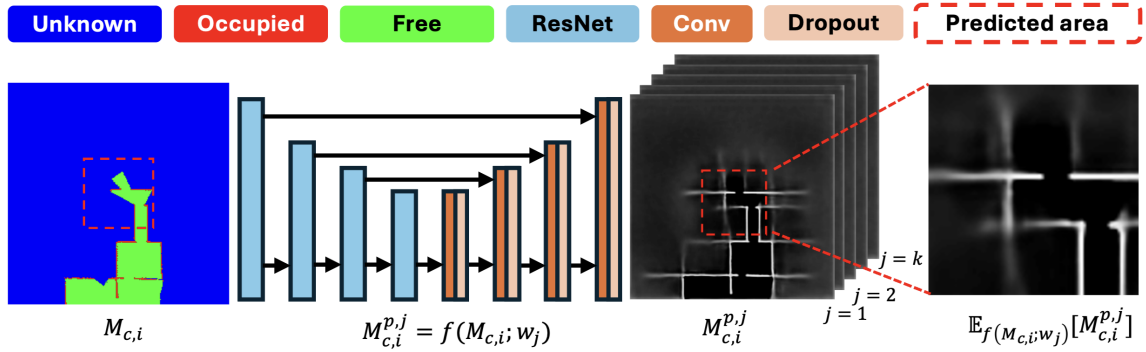 Unknown
Occupied
Free
ResNet
Conv
Dropout
Predicted area
j = k
j = 2
j = 1
M_{c,i}
M_{c,i}^{p,j} = f(M_{c,i}; w_j)
M_{c,i}^{p,j}
𝔼_{f(M_{c,i}; w_j)}[M_{c,i}^{p,j}]